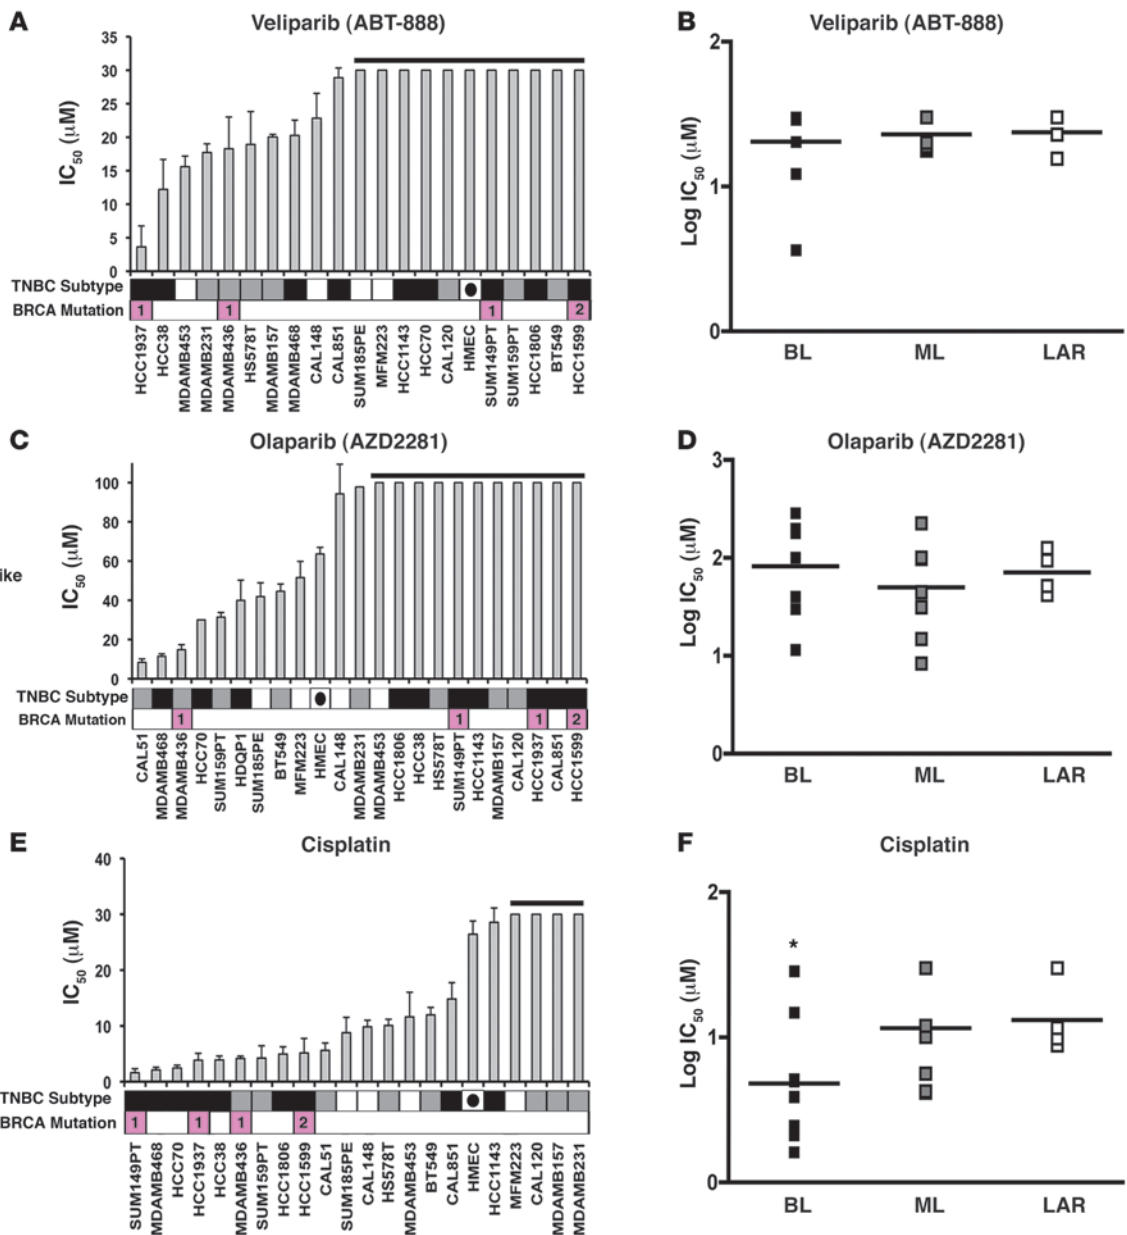 A
Veliparib (ABT-888)
IC50 (μM)
35
30
25
20
15
10
5
0
TNBC Subtype
BRCA Mutation
1
1
1
2
HCC1937
HCC38
MDAMB453
MDAMB231
MDAMB436
HS578T
MDAMB157
MDAMB468
CAL148
CAL851
SUM185PE
MFM223
HCC1143
HCC70
CAL120
HMEC
SUM149PT
SUM159PT
HCC1806
BT549
HCC1599
B
Veliparib (ABT-888)
Log IC50 (μM)
2
1
0
BL
ML
LAR
C
Olaparib (AZD2281)
IC50 (μM)
100
80
60
40
20
0
ike
TNBC Subtype
BRCA Mutation
1
1
1
2
CAL51
MDAMB468
MDAMB436
HCC70
SUM159PT
HDQP1
SUM185PE
BT549
MFM223
HMEC
CAL148
MDAMB231
MDAMB453
HCC1806
HCC38
HS578T
SUM149PT
HCC1143
MDAMB157
CAL120
HCC1937
CAL851
HCC1599
D
Olaparib (AZD2281)
Log IC50 (μM)
3
2
1
0
BL
ML
LAR
E
Cisplatin
IC50 (μM)
40
30
20
10
0
TNBC Subtype
BRCA Mutation
1
1
1
2
SUM149PT
MDAMB468
HCC70
HCC1937
HCC38
MDAMB436
SUM159PT
HCC1806
HCC1599
CAL51
SUM185PE
CAL148
HS578T
MDAMB453
BT549
CAL851
HMEC
HCC1143
MFM223
CAL120
MDAMB157
MDAMB231
F
Cisplatin
Log IC50 (μM)
2
1
0
*
BL
ML
LAR